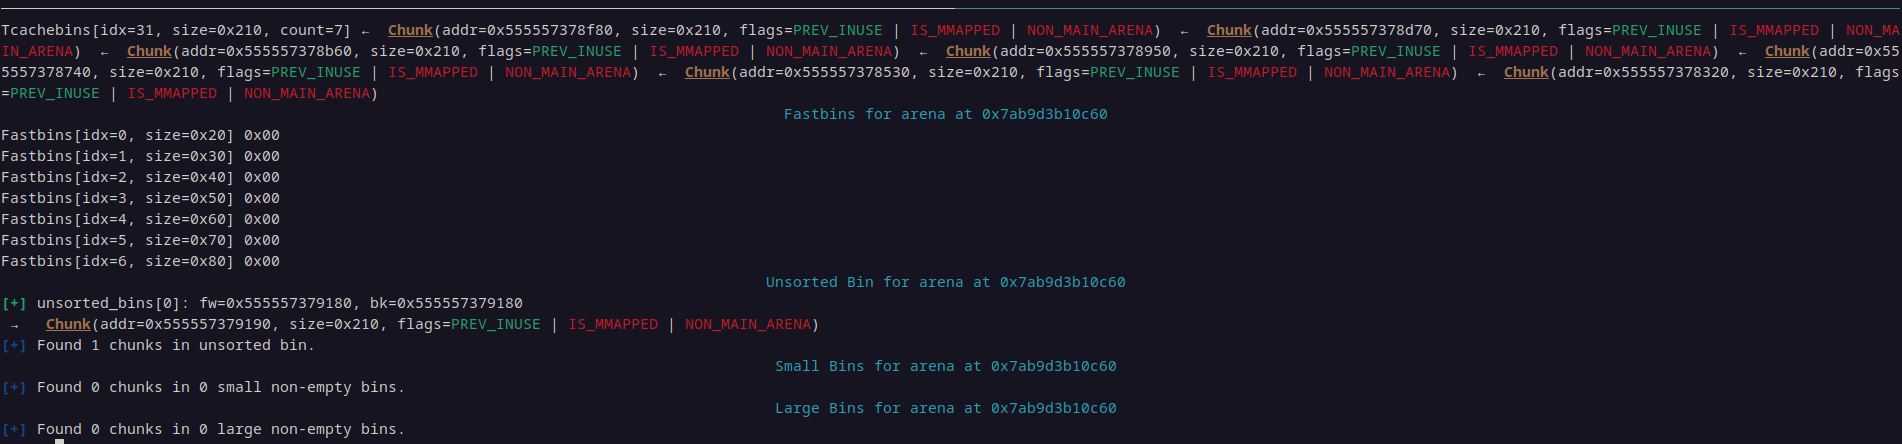 Tcachebins[idx=31, size=0x210, count=7] ←  Chunk(addr=0x555557378f80, size=0x210, flags=PREV_INUSE | IS_MMAPPED | NON_MAIN_ARENA)  ←  Chunk(addr=0x555557378d70, size=0x210, flags=PREV_INUSE | IS_MMAPPED | NON_MA
IN_ARENA)  ←  Chunk(addr=0x555557378b60, size=0x210, flags=PREV_INUSE | IS_MMAPPED | NON_MAIN_ARENA)  ←  Chunk(addr=0x555557378950, size=0x210, flags=PREV_INUSE | IS_MMAPPED | NON_MAIN_ARENA)  ←  Chunk(addr=0x55
5557378740, size=0x210, flags=PREV_INUSE | IS_MMAPPED | NON_MAIN_ARENA)  ←  Chunk(addr=0x555557378530, size=0x210, flags=PREV_INUSE | IS_MMAPPED | NON_MAIN_ARENA)  ←  Chunk(addr=0x555557378320, size=0x210, flags
=PREV_INUSE | IS_MMAPPED | NON_MAIN_ARENA)
Fastbins for arena at 0x7ab9d3b10c60
Fastbins[idx=0, size=0x20] 0x00
Fastbins[idx=1, size=0x30] 0x00
Fastbins[idx=2, size=0x40] 0x00
Fastbins[idx=3, size=0x50] 0x00
Fastbins[idx=4, size=0x60] 0x00
Fastbins[idx=5, size=0x70] 0x00
Fastbins[idx=6, size=0x80] 0x00
Unsorted Bin for arena at 0x7ab9d3b10c60
[+] unsorted_bins[0]: fw=0x555557379180, bk=0x555557379180
 →   Chunk(addr=0x555557379190, size=0x210, flags=PREV_INUSE | IS_MMAPPED | NON_MAIN_ARENA)
[+] Found 1 chunks in unsorted bin.
Small Bins for arena at 0x7ab9d3b10c60
[+] Found 0 chunks in 0 small non-empty bins.
Large Bins for arena at 0x7ab9d3b10c60
[+] Found 0 chunks in 0 large non-empty bins.